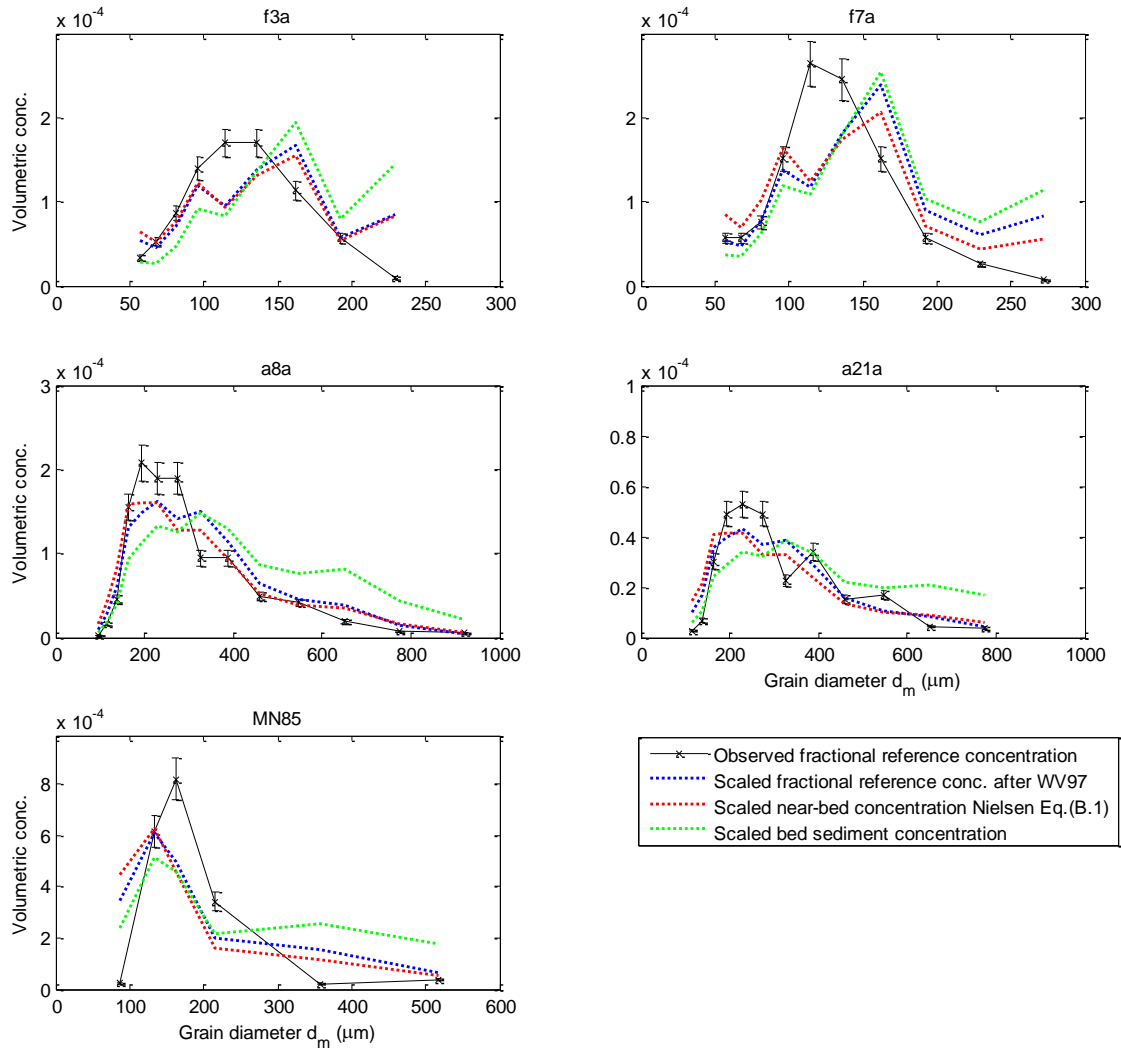 f3a
x 10-4
Volumetric conc.
0
1
2
0 50 100 150 200 250 300
f7a
x 10-4
0
2
0 50 100 150 200 250 300
a8a
x 10-4
Volumetric conc.
3
2
1
0
0 200 400 600 800 1000
a21a
x 10-4
1
0.8
0.6
0.4
0.2
0
0 200 400 600 800 1000
Grain diameter d_m (μm)
MN85
x 10-4
Volumetric conc.
8
6
4
2
0
0 100 200 300 400 500 600
Grain diameter d_m (μm)
Observed fractional reference concentration
Scaled fractional reference conc. after WV97
Scaled near-bed concentration Nielsen Eq.(B.1)
Scaled bed sediment concentration